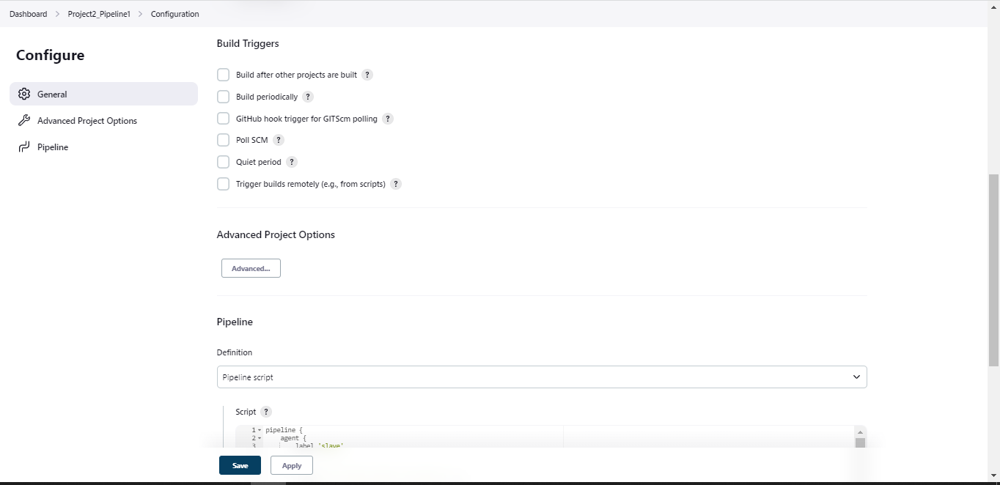 Dashboard > Project2_Pipeline1 > Configuration
Configure
General
Advanced Project Options
Pipeline
Build Triggers
Build after other projects are built ?
Build periodically ?
GitHub hook trigger for GITScm polling ?
Poll SCM ?
Quiet period ?
Trigger builds remotely (e.g., from scripts) ?
Advanced Project Options
Advanced...
Pipeline
Definition
Pipeline script
Script ?
1 pipeline {
2 agent {
3 label 'slave'
Save Apply